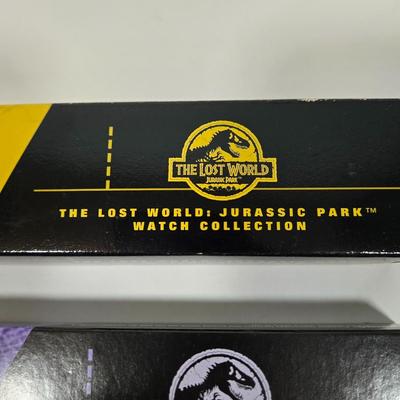 THE LOST WORLD
JURASSIC PARK
THE LOST WORLD: JURASSIC PARK™
WATCH COLLECTION